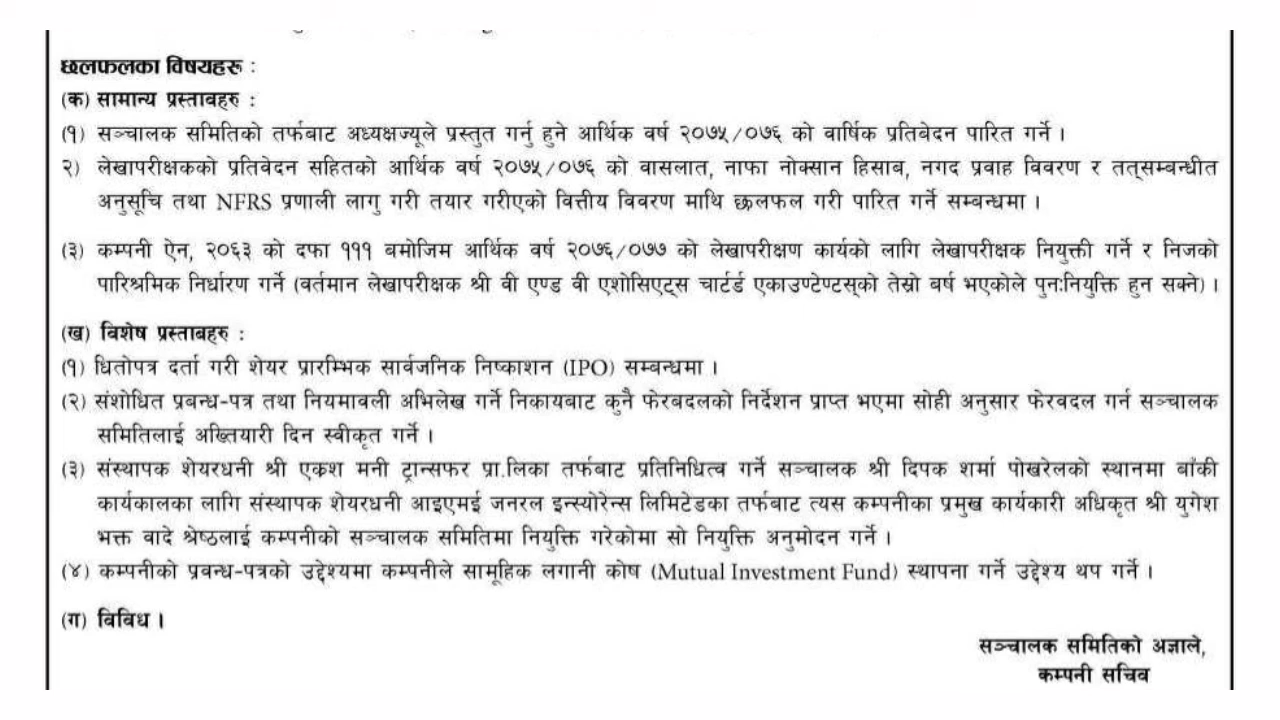 छलफलका विषयहरू :
(क) सामान्य प्रस्तावहरु :
(१) सञ्चालक समितिको तर्फबाट अध्यक्षज्यूले प्रस्तुत गर्नु हुने आर्थिक वर्ष २०७५/०७६ को वार्षिक प्रतिबेदन पारित गर्ने ।
२) लेखापरीक्षकको प्रतिवेदन सहितको आर्थिक वर्ष २०७५/०७६ को वासलात, नाफा नोक्सान हिसाब, नगद प्रवाह विवरण र तत्सम्बन्धीत
अनुसूचि तथा NFRS प्रणाली लागु गरी तयार गरीएको वित्तीय विवरण माथि छलफल गरी पारित गर्ने सम्बन्धमा ।
(३) कम्पनी ऐन, २०६३ को दफा १११ बमोजिम आर्थिक वर्ष २०७६/०७७ को लेखापरीक्षण कार्यको लागि लेखापरीक्षक नियुक्ती गर्ने र निजको
पारिश्रमिक निर्धारण गर्ने (वर्तमान लेखापरीक्षक श्री वी एण्ड वी एशोसिएट्स चार्टर्ड एकाउण्टेण्टस्को तेस्रो बर्ष भएकोले पुनःनियुक्ति हुन सक्ने) ।
(ख) विशेष प्रस्ताबहरु :
(१) धितोपत्र दर्ता गरी शेयर प्रारम्भिक सार्वजनिक निष्काशन (IPO) सम्बन्धमा ।
(२) संशोधित प्रबन्ध-पत्र तथा नियमावली अभिलेख गर्ने निकायबाट कुनै फेरबदलको निर्देशन प्राप्त भएमा सोही अनुसार फेरवदल गर्न सञ्चालक
समितिलाई अख्तियारी दिन स्वीकृत गर्ने ।
(३) संस्थापक शेयरधनी श्री एक्रश मनी ट्रान्सफर प्रा.लिका तर्फबाट प्रतिनिधित्व गर्ने सञ्चालक श्री दिपक शर्मा पोखरेलको स्थानमा बाँकी
कार्यकालका लागि संस्थापक शेयरधनी आइएमई जनरल इन्स्योरेन्स लिमिटेडका तर्फबाट त्यस कम्पनीका प्रमुख कार्यकारी अधिकृत श्री युगेश
भक्त वादे श्रेष्ठलाई कम्पनीको सञ्चालक समितिमा नियुक्ति गरेकोमा सो नियुक्ति अनुमोदन गर्ने ।
(४) कम्पनीको प्रवन्ध-पत्रको उद्देश्यमा कम्पनीले सामूहिक लगानी कोष (Mutual Investment Fund) स्थापना गर्ने उद्देश्य थप गर्ने ।
(ग) विविध ।
सञ्चालक समितिको अज्ञाले,
कम्पनी सचिव